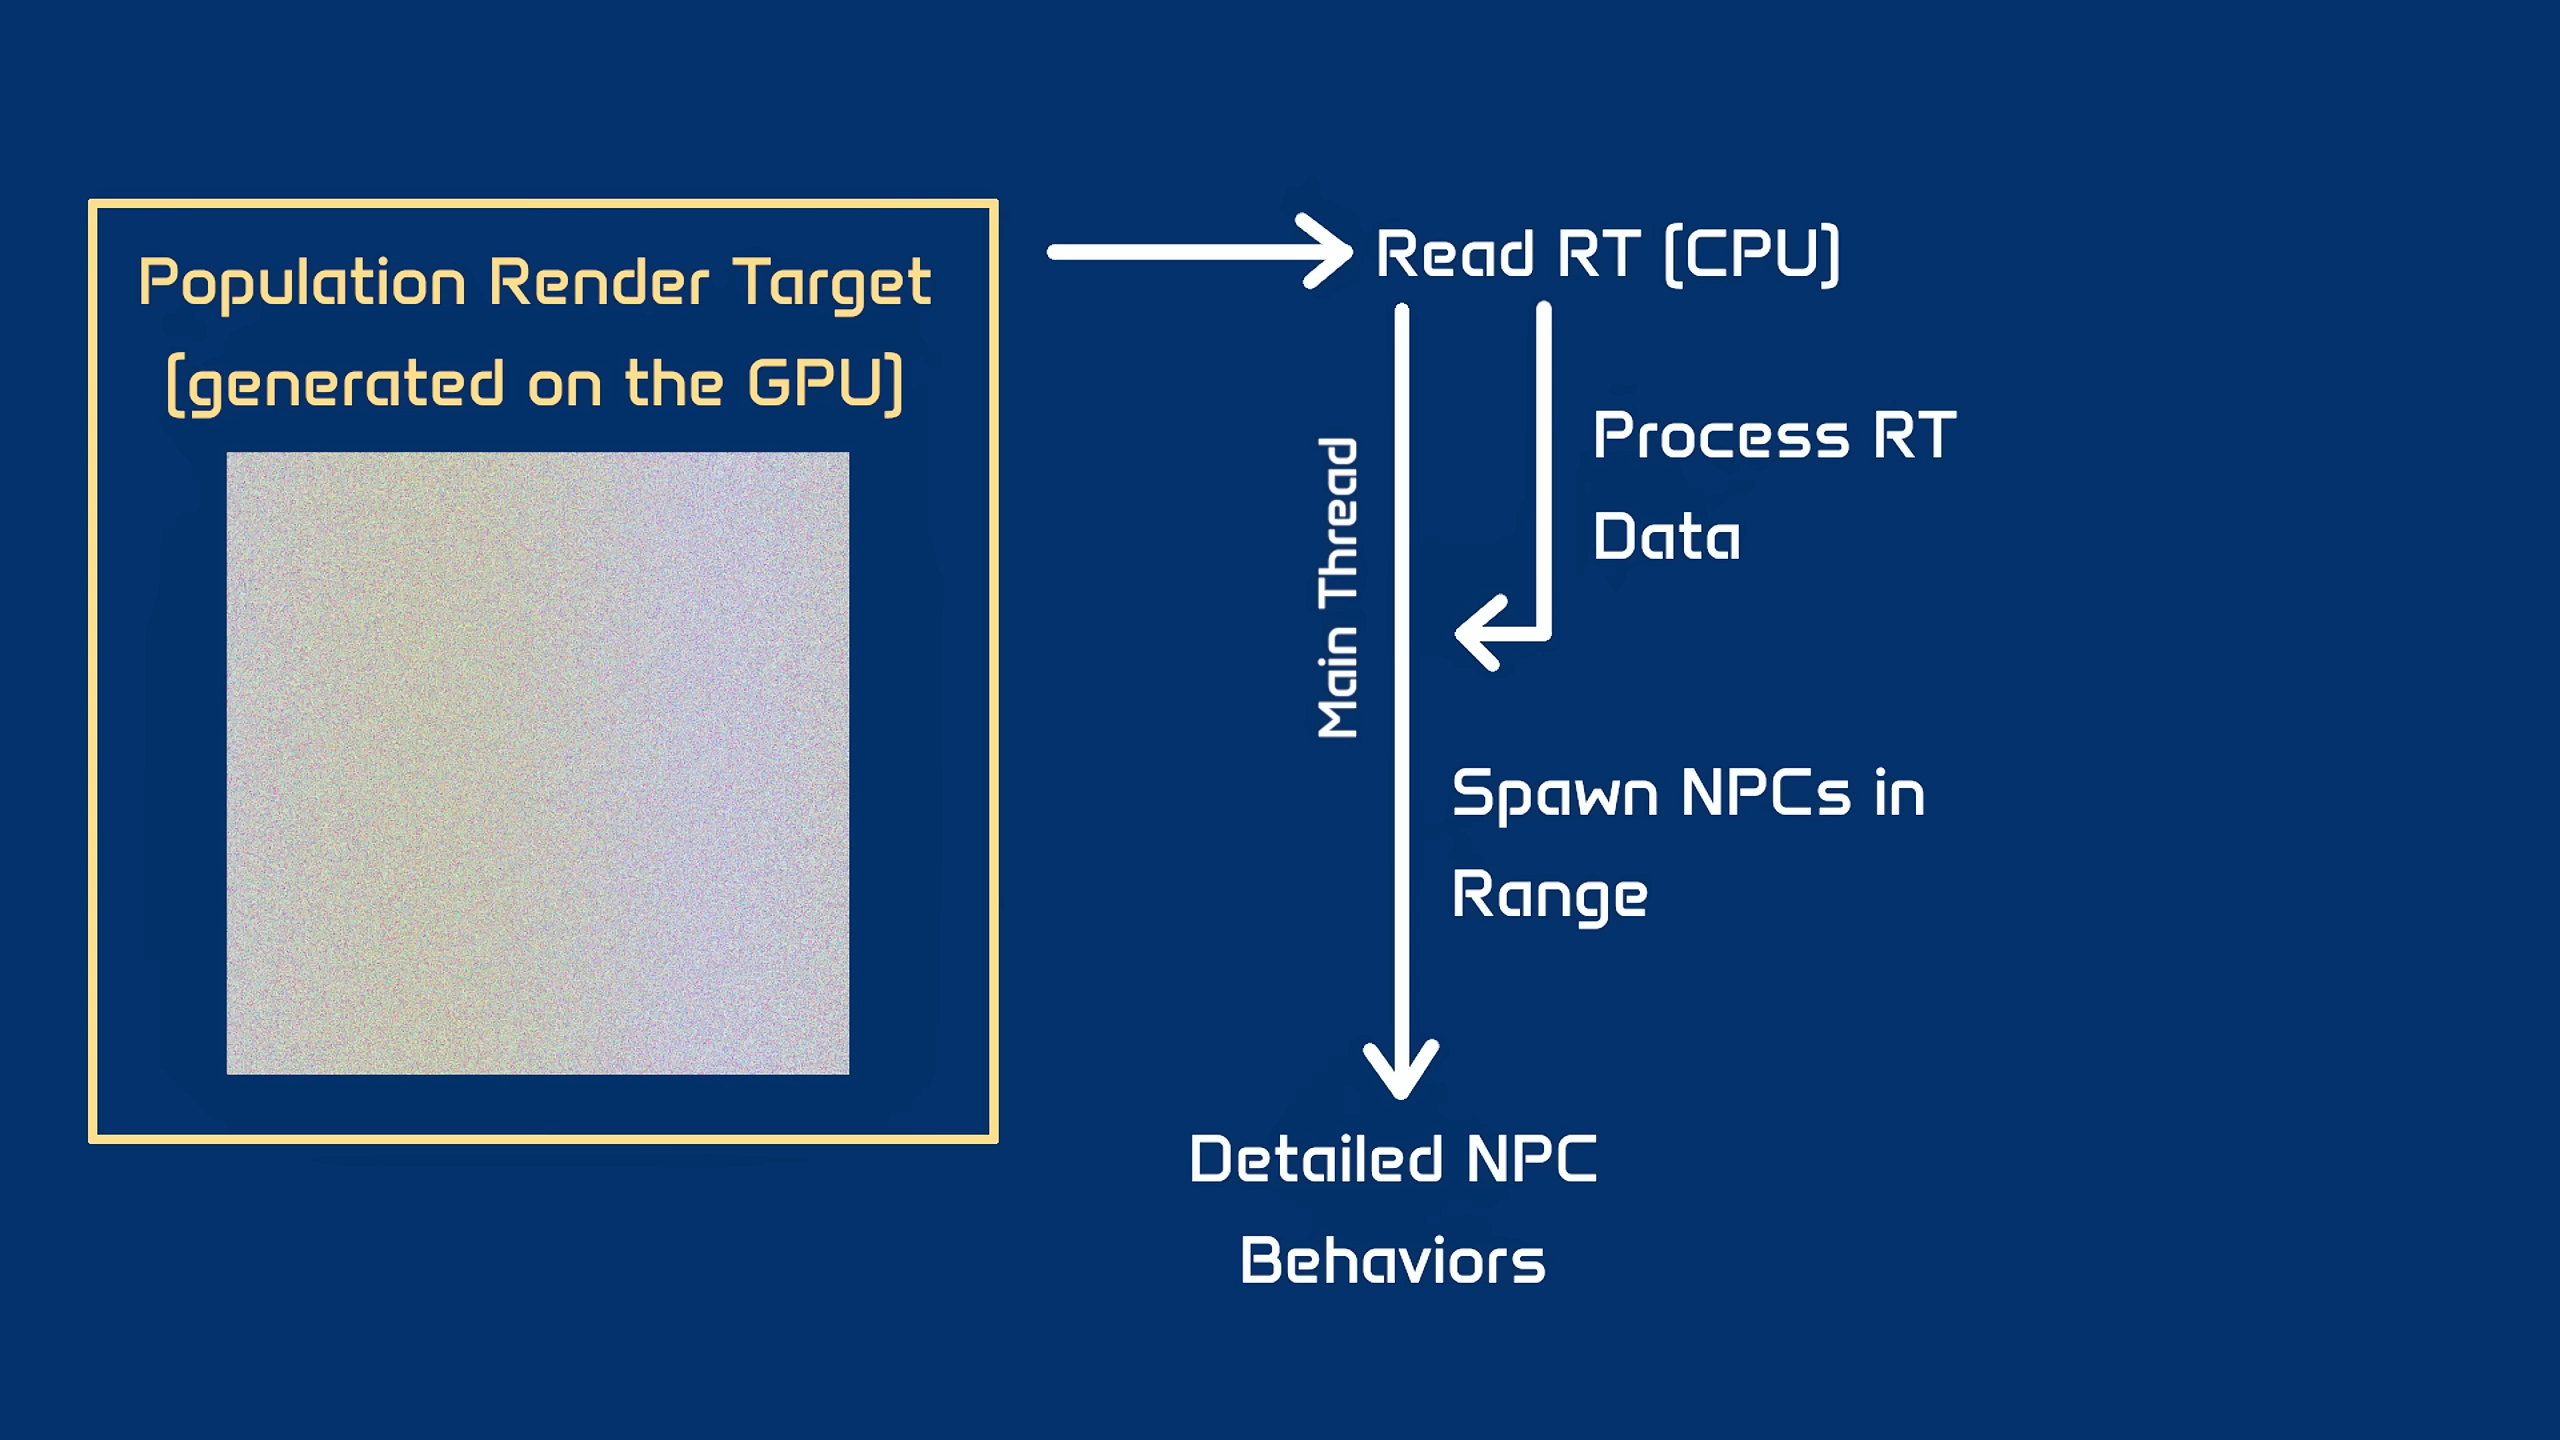 Population Render Target
(generated on the GPU)
Read RT (CPU)
Main Thread
Process RT
Data
Spawn NPCs in
Range
Detailed NPC
Behaviors